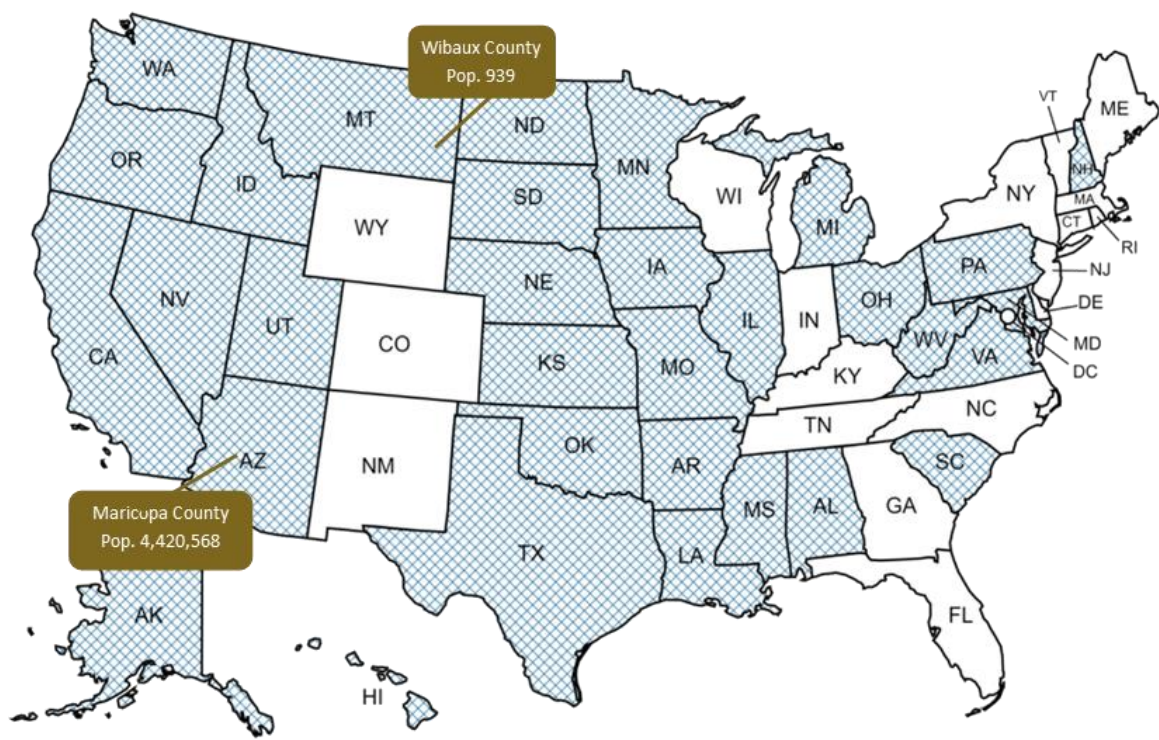 Wibaux County
Pop. 939
WA
MT
ND
MN
VT
ME
OR
ID
SD
WI
NY
NH
MA
WY
MI
CT
RI
IA
PA
NJ
NE
NV
UT
IL
IN
OH
DE
CA
CO
WV
VA
MD
KS
MO
KY
DC
NC
TN
AZ
NM
OK
AR
SC
Maricupa County
Pop. 4,420,568
MS
AL
GA
TX
LA
AK
FL
HI